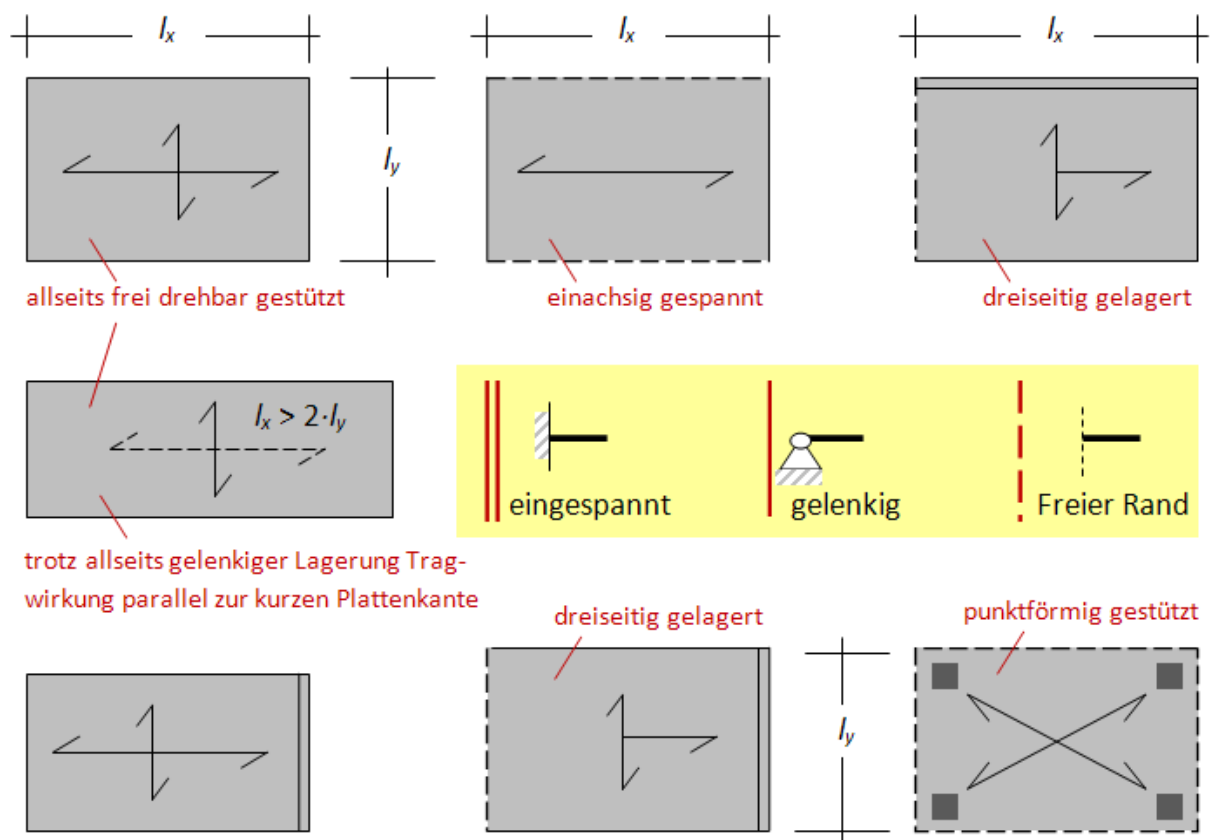 lx
lx
lx
ly
allseits frei drehbar gestützt
einachsig gespannt
dreiseitig gelagert
lx > 2·ly
eingespannt
gelenkig
Freier Rand
trotz allseits gelenkiger Lagerung Trag-
wirkung parallel zur kurzen Plattenkante
dreiseitig gelagert
punktförmig gestützt
ly